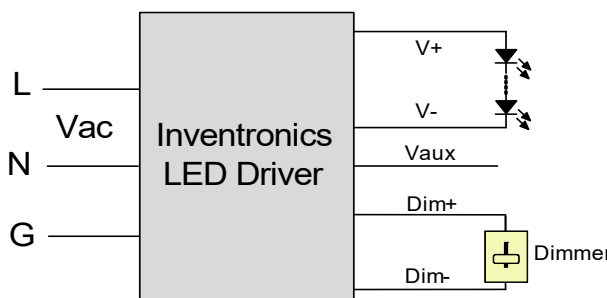 L
Vac
N
G
Inventronics
LED Driver
V+
V-
Vaux
Dim+
Dim-
Dimmer